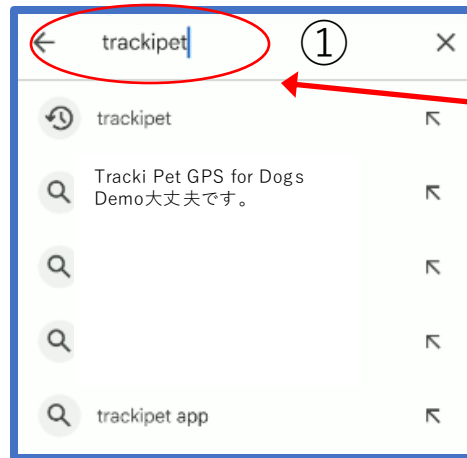 trackipet
①
trackipet
Tracki Pet GPS for Dogs
Demo大丈夫です。
trackipet app